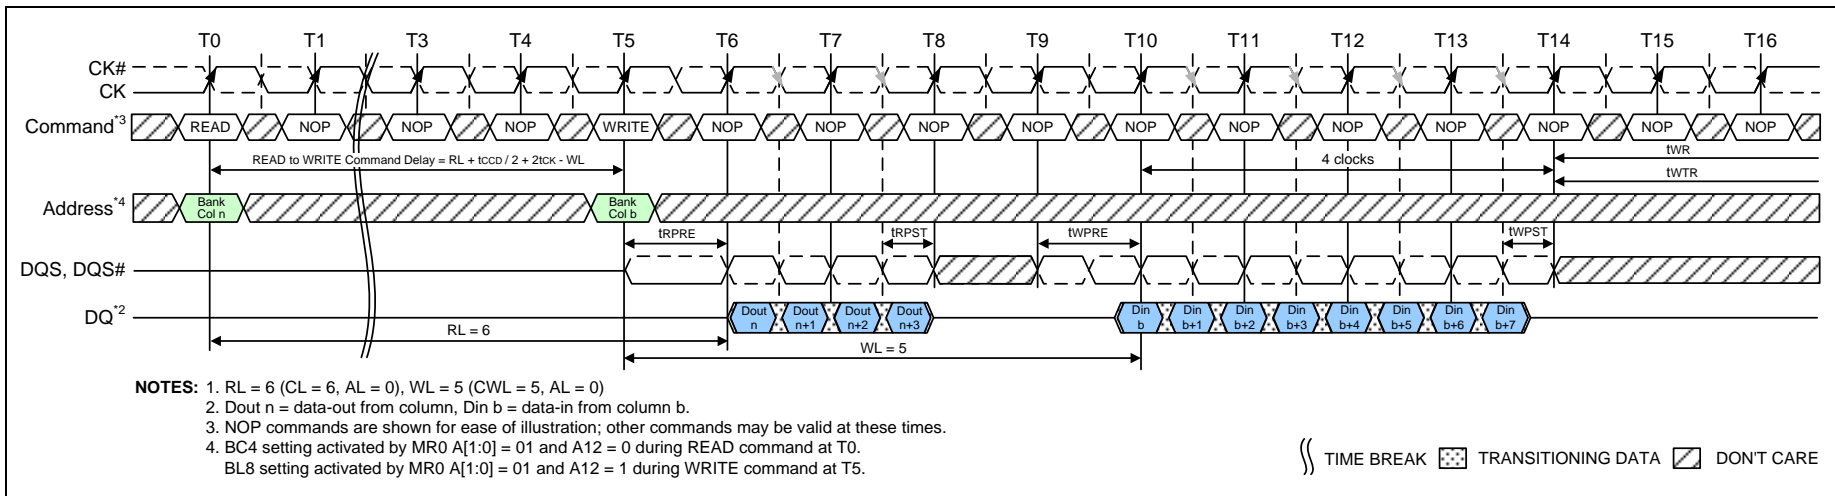 T0 T1 T3 T4 T5 T6 T7 T8 T9 T10 T11 T12 T13 T14 T15 T16
CK#
CK
Command*3 READ NOP NOP NOP WRITE NOP NOP NOP NOP NOP NOP NOP NOP NOP NOP NOP
READ to WRITE Command Delay = RL + tCCD / 2 + 2tCK - WL 4 clocks tWR
tWTR
Address*4 Bank Col n Bank Col b
tRPRE tRPST tWPRE tWPST
DQS, DQS#
DQ*2 Dout n Dout n+1 Dout n+2 Dout n+3 Din b Din b+1 Din b+2 Din b+3 Din b+4 Din b+5 Din b+6 Din b+7
RL = 6
WL = 5
NOTES: 1. RL = 6 (CL = 6, AL = 0), WL = 5 (CWL = 5, AL = 0)
2. Dout n = data-out from column, Din b = data-in from column b.
3. NOP commands are shown for ease of illustration; other commands may be valid at these times.
4. BC4 setting activated by MR0 A[1:0] = 01 and A12 = 0 during READ command at T0.
BL8 setting activated by MR0 A[1:0] = 01 and A12 = 1 during WRITE command at T5.
TIME BREAK TRANSITIONING DATA DON'T CARE